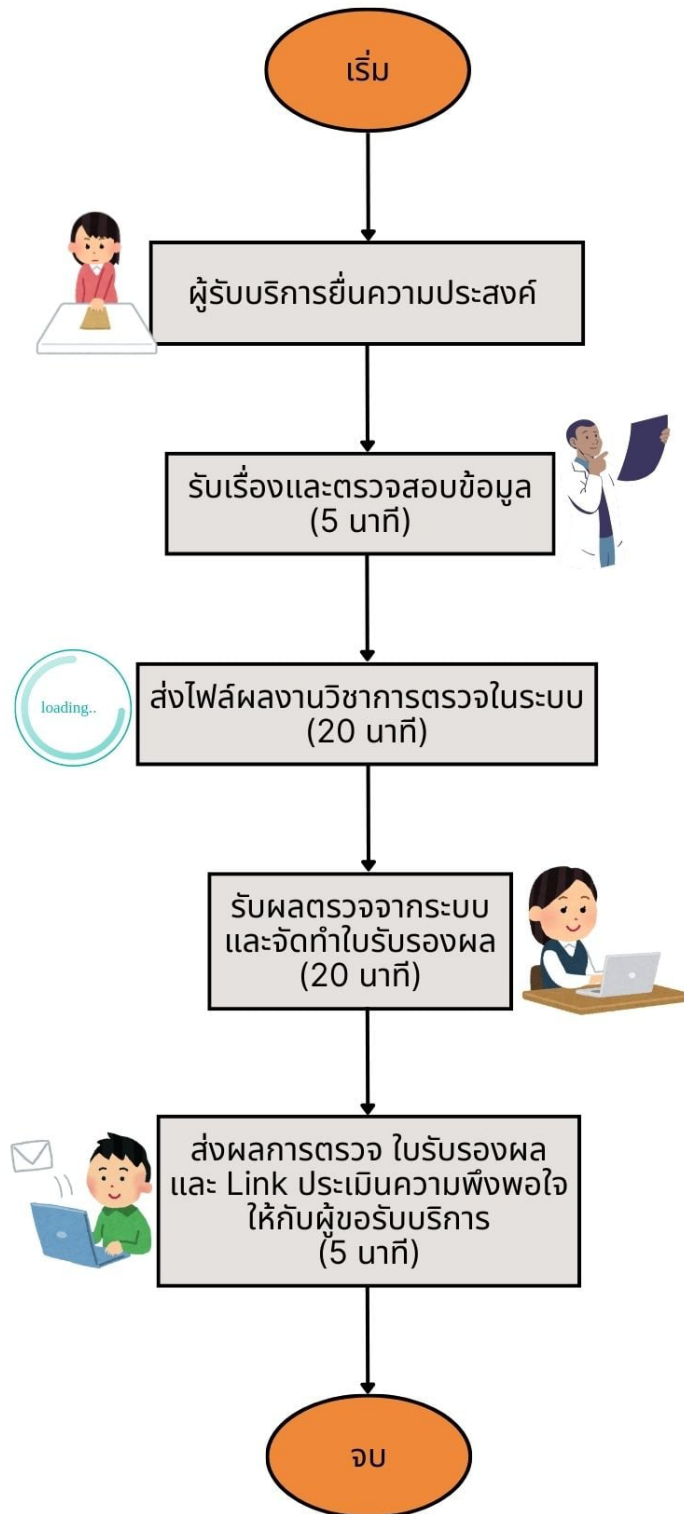 เริ่ม
ผู้รับบริการยื่นความประสงค์
รับเรื่องและตรวจสอบข้อมูล
(5 นาที)
loading..
ส่งไฟล์ผลงานวิชาการตรวจในระบบ
(20 นาที)
รับผลตรวจจากระบบ
และจัดทำใบรับรองผล
(20 นาที)
ส่งผลการตรวจ ใบรับรองผล
และ Link ประเมินความพึงพอใจ
ให้กับผู้ขอรับบริการ
(5 นาที)
จบ